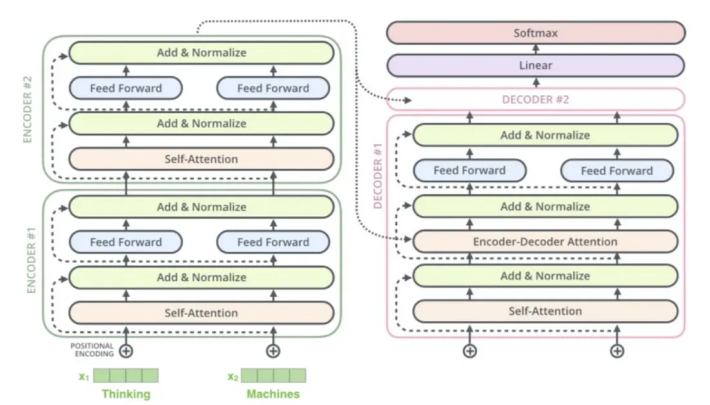 ENCODER #2
Add & Normalize
Feed Forward
Feed Forward
Add & Normalize
Self-Attention
ENCODER #1
Add & Normalize
Feed Forward
Feed Forward
Add & Normalize
Self-Attention
POSITIONAL
ENCODING
x₁
x₂
Thinking
Machines
Softmax
Linear
DECODER #2
DECODER #1
Add & Normalize
Feed Forward
Feed Forward
Add & Normalize
Encoder-Decoder Attention
Add & Normalize
Self-Attention